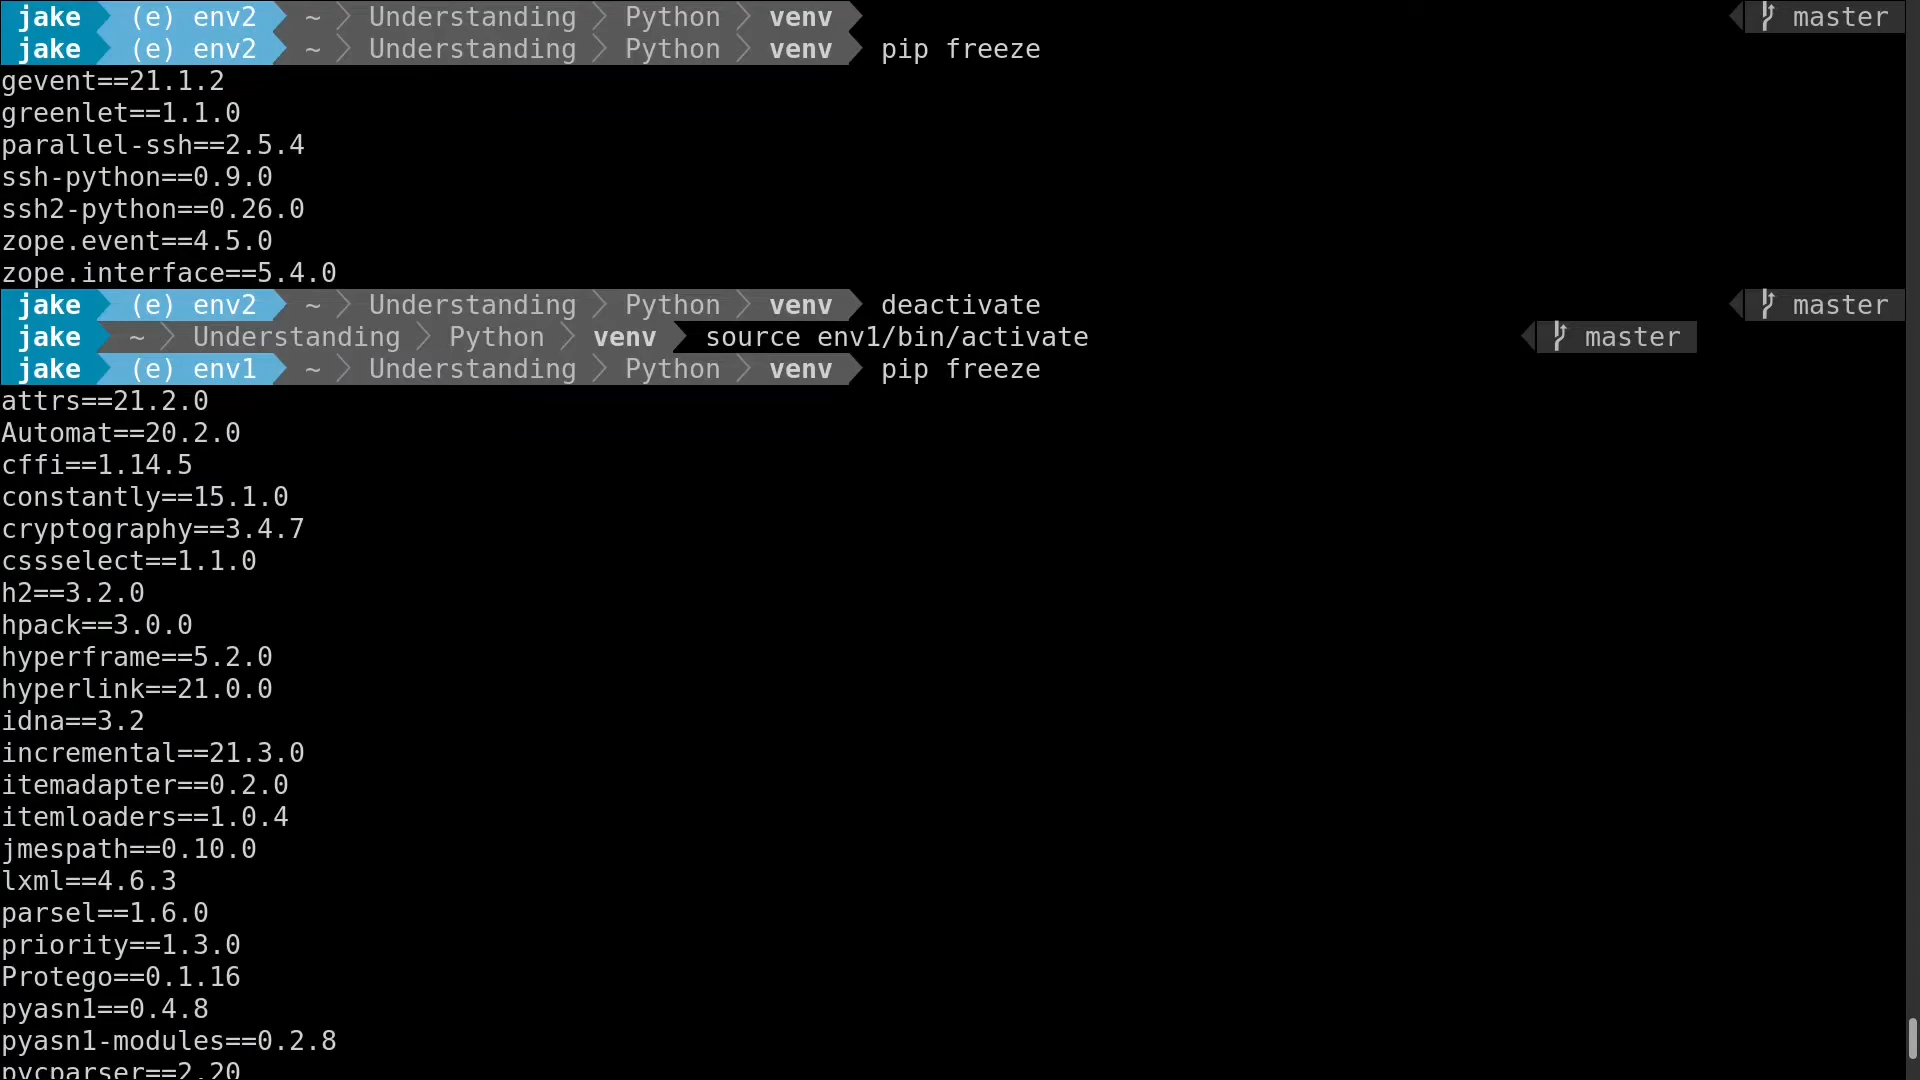 jake (e) env2 ~ Understanding Python venv master
jake (e) env2 ~ Understanding Python venv pip freeze
gevent==21.1.2
greenlet==1.1.0
parallel-ssh==2.5.4
ssh-python==0.9.0
ssh2-python==0.26.0
zope.event==4.5.0
zope.interface==5.4.0
jake (e) env2 ~ Understanding Python venv deactivate master
jake ~ Understanding Python venv source env1/bin/activate master
jake (e) env1 ~ Understanding Python venv pip freeze
attrs==21.2.0
Automat==20.2.0
cffi==1.14.5
constantly==15.1.0
cryptography==3.4.7
cssselect==1.1.0
h2==3.2.0
hpack==3.0.0
hyperframe==5.2.0
hyperlink==21.0.0
idna==3.2
incremental==21.3.0
itemadapter==0.2.0
itemloaders==1.0.4
jmespath==0.10.0
lxml==4.6.3
parsel==1.6.0
priority==1.3.0
Protego==0.1.16
pyasn1==0.4.8
pyasn1-modules==0.2.8
pycparser==2.20